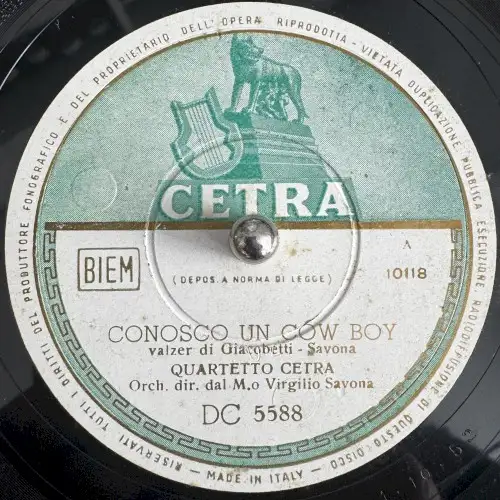 RISERVATI TUTTI I DIRITTI DEL PRODUTTORE FONOGRAFICO E DEL PROPRIETARIO DELL'OPERA RIPRODOTTA - VIETATA DUPLICAZIONE PUBBLICA ESECUZIONE RADIODIFFUSIONE DI QUESTO DISCO
CETRA
BIEM
(DEPOS. A NORMA DI LEGGE)
A
10118
CONOSCO UN COW BOY
valzer di Giacobetti - Savona
QUARTETTO CETRA
Orch. dir. dal M.o Virgilio Savona
DC 5588
MADE IN ITALY